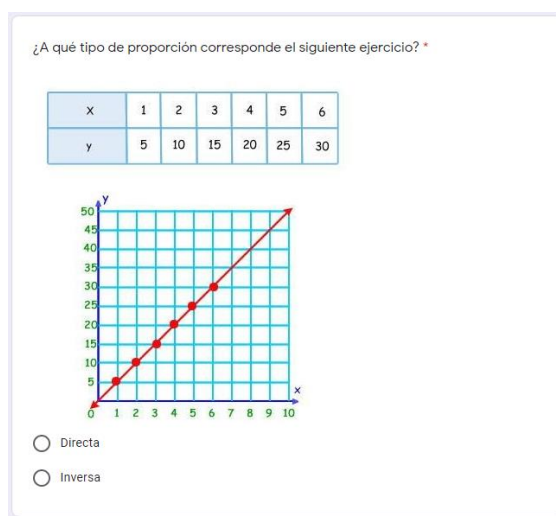 ¿A qué tipo de proporción corresponde el siguiente ejercicio? *
x 1 2 3 4 5 6
y 5 10 15 20 25 30
y
50
45
40
35
30
25
20
15
10
5
x
0 1 2 3 4 5 6 7 8 9 10
Directa
Inversa